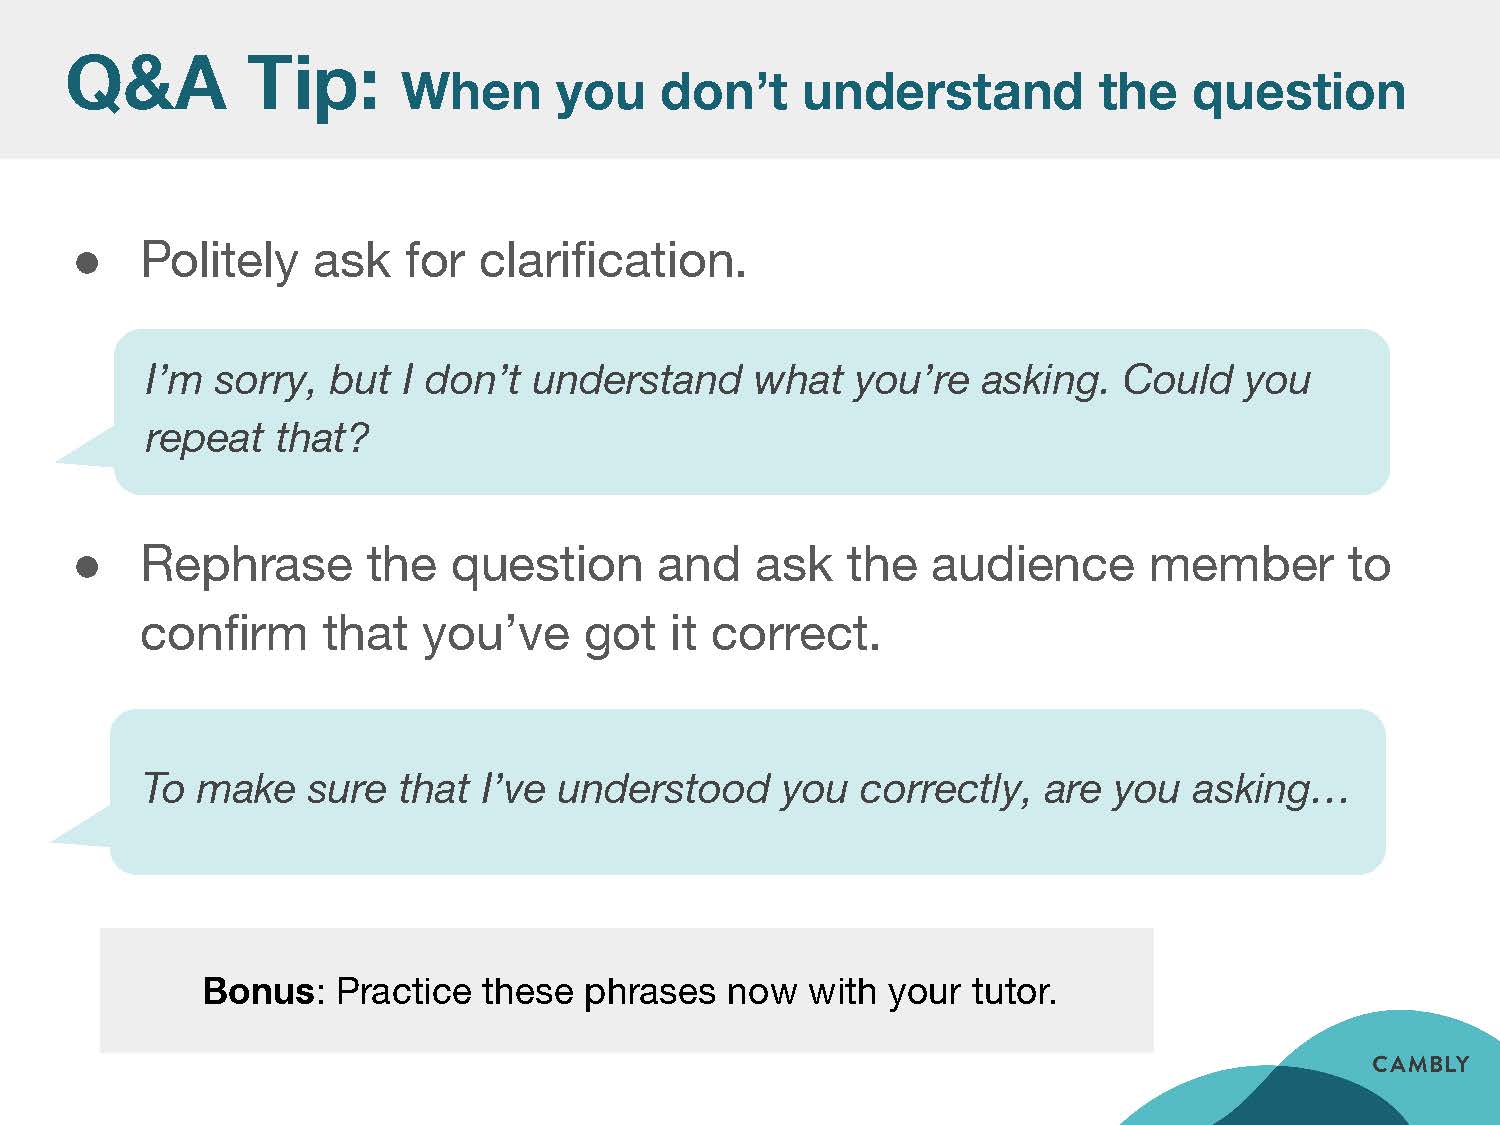 Q&A Tip: When you don’t understand the question
● Politely ask for clarification.
I’m sorry, but I don’t understand what you’re asking. Could you
repeat that?
● Rephrase the question and ask the audience member to
confirm that you’ve got it correct.
To make sure that I’ve understood you correctly, are you asking…
Bonus: Practice these phrases now with your tutor.
CAMBLY